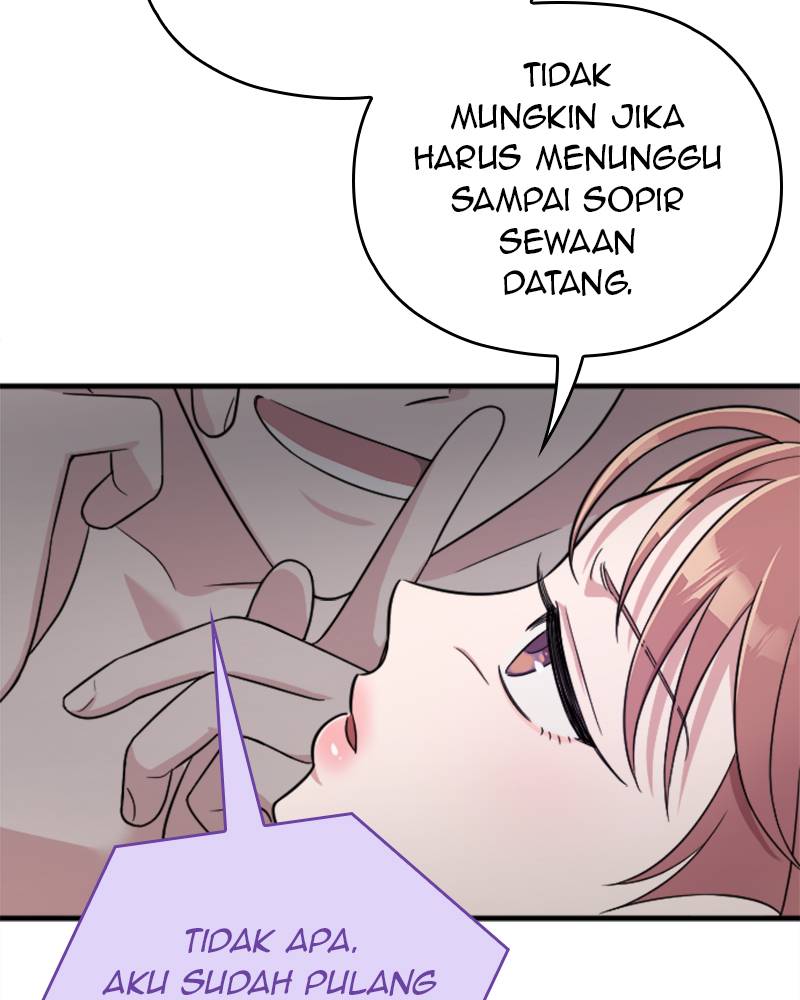 TIDAK
MUNGKIN JIKA
HARUS MENUNGGU
SAMPAI SOPIR
SEWAAN
DATANG.
TIDAK APA,
AKU SUDAH PULANG